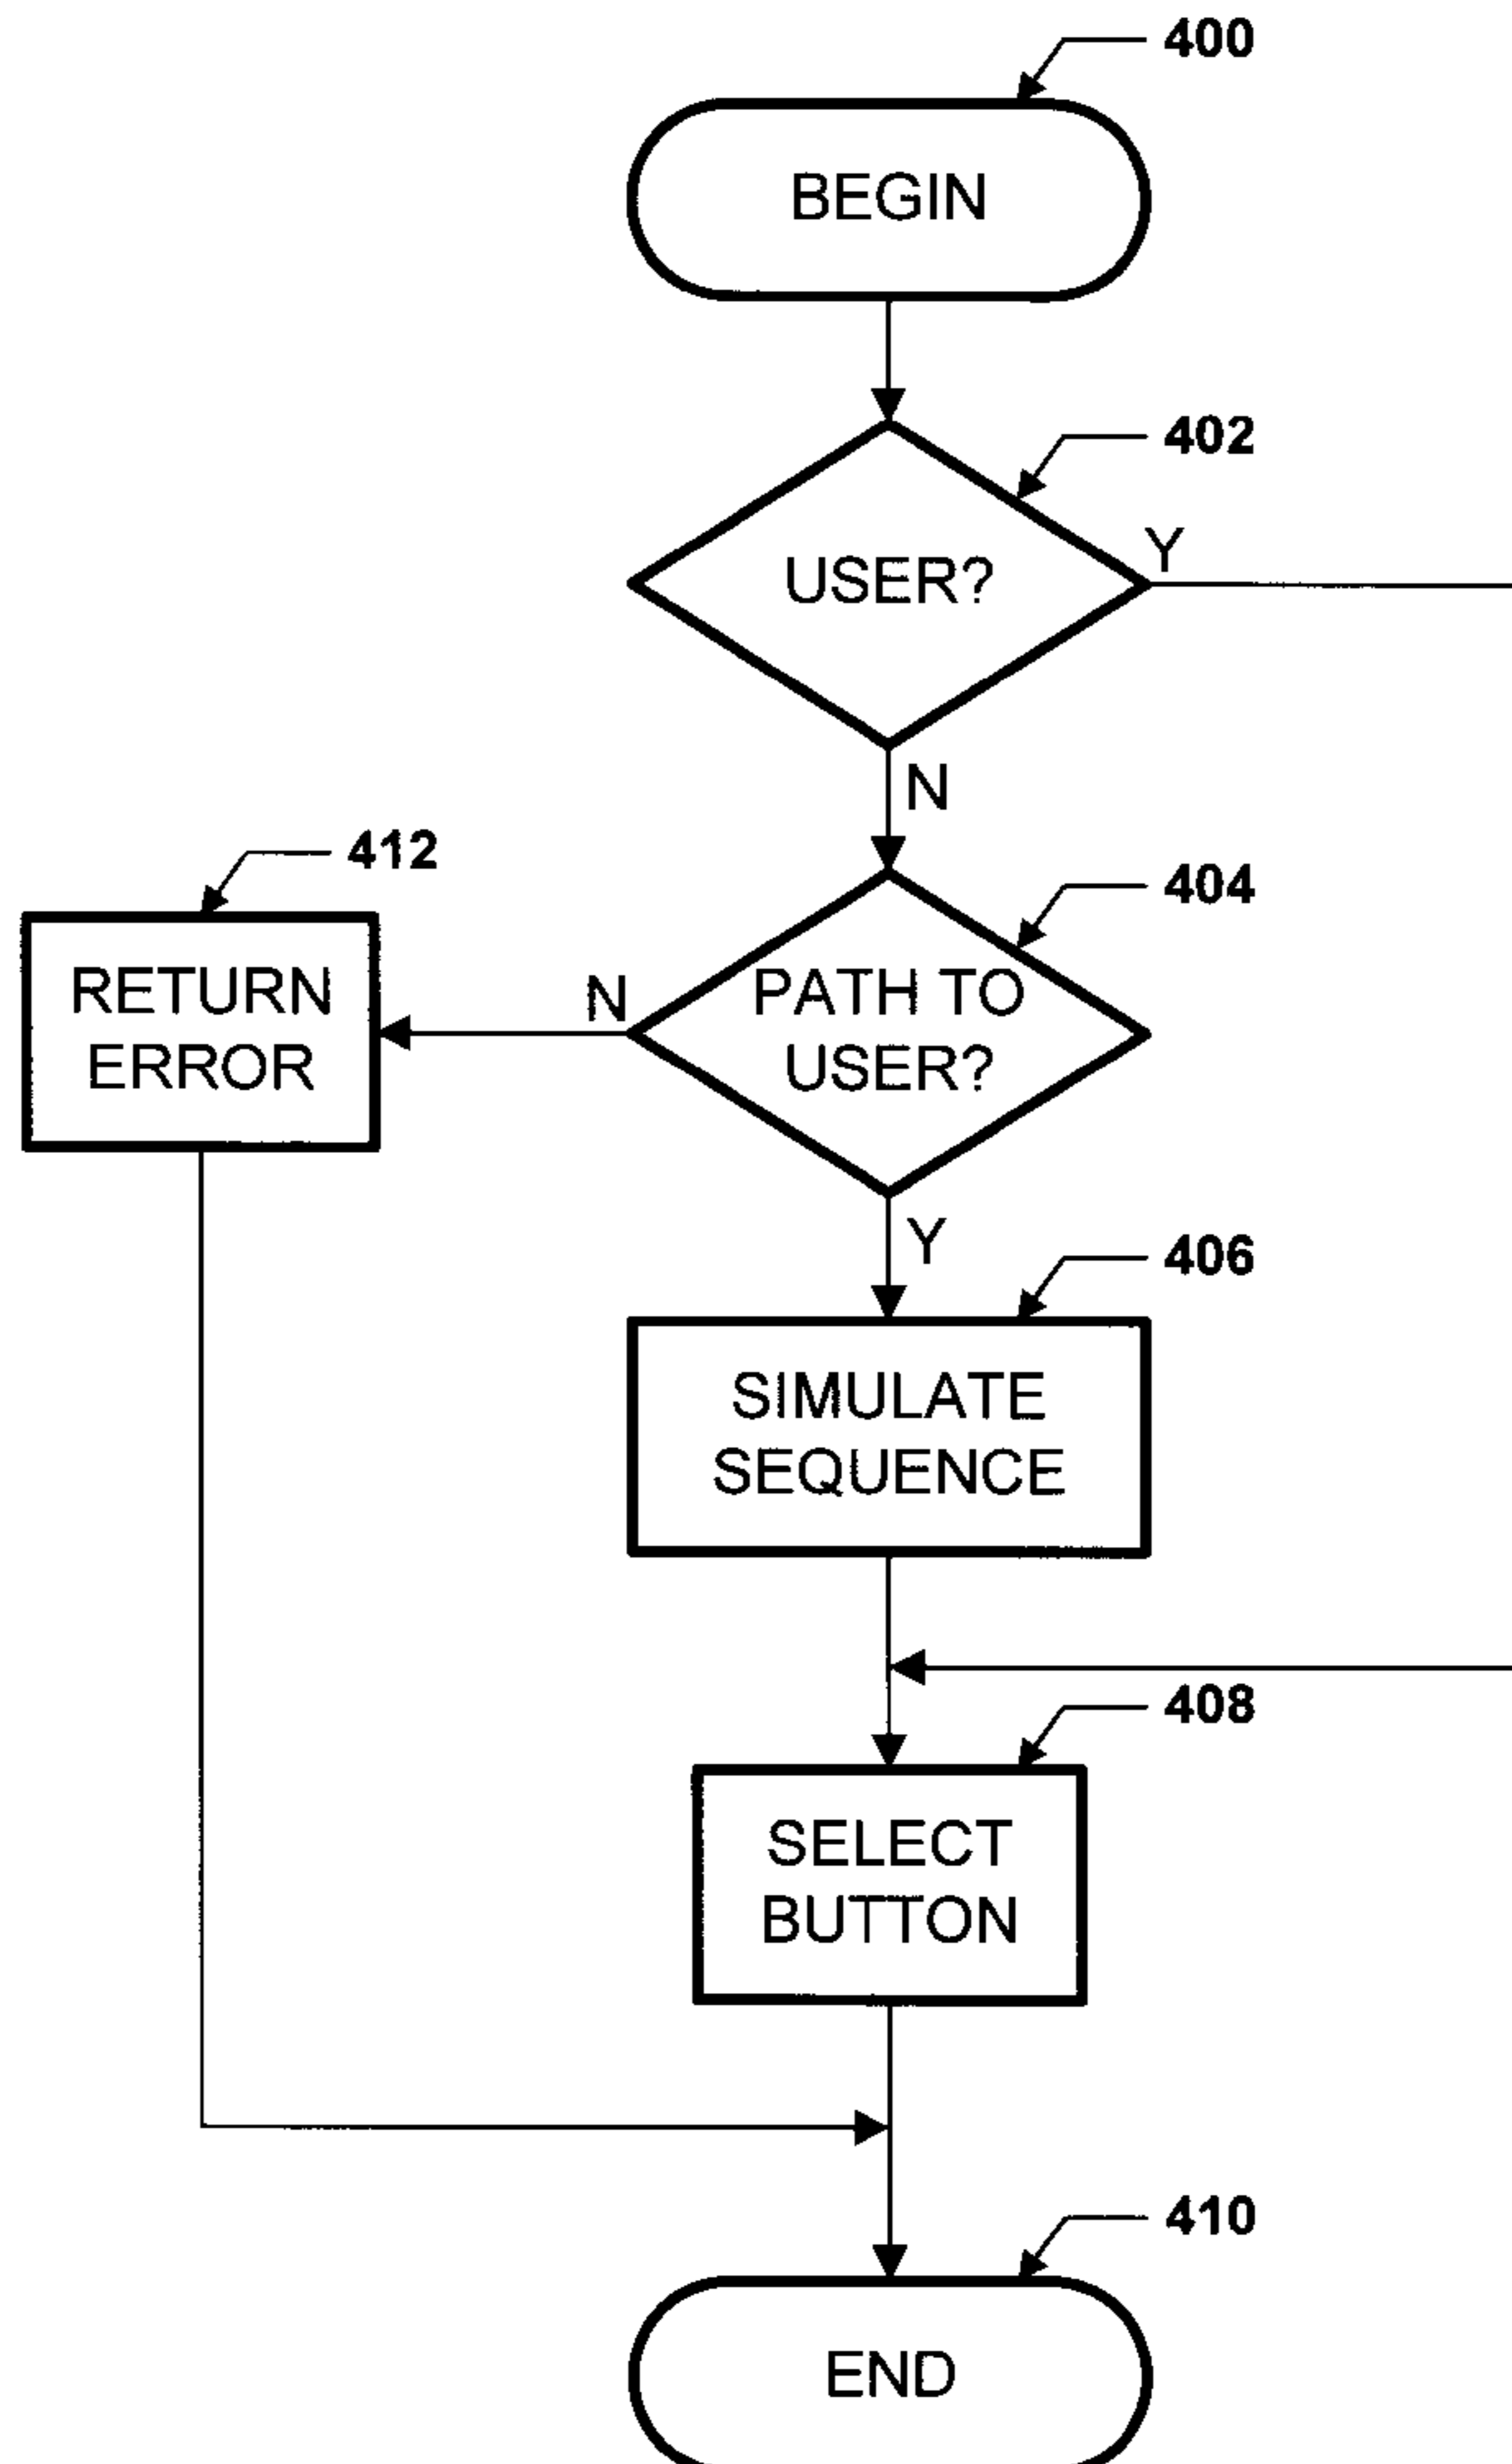 400
BEGIN
402
USER?
Y
N
412
404
RETURN
ERROR
N
PATH TO
USER?
Y
406
SIMULATE
SEQUENCE
408
SELECT
BUTTON
410
END